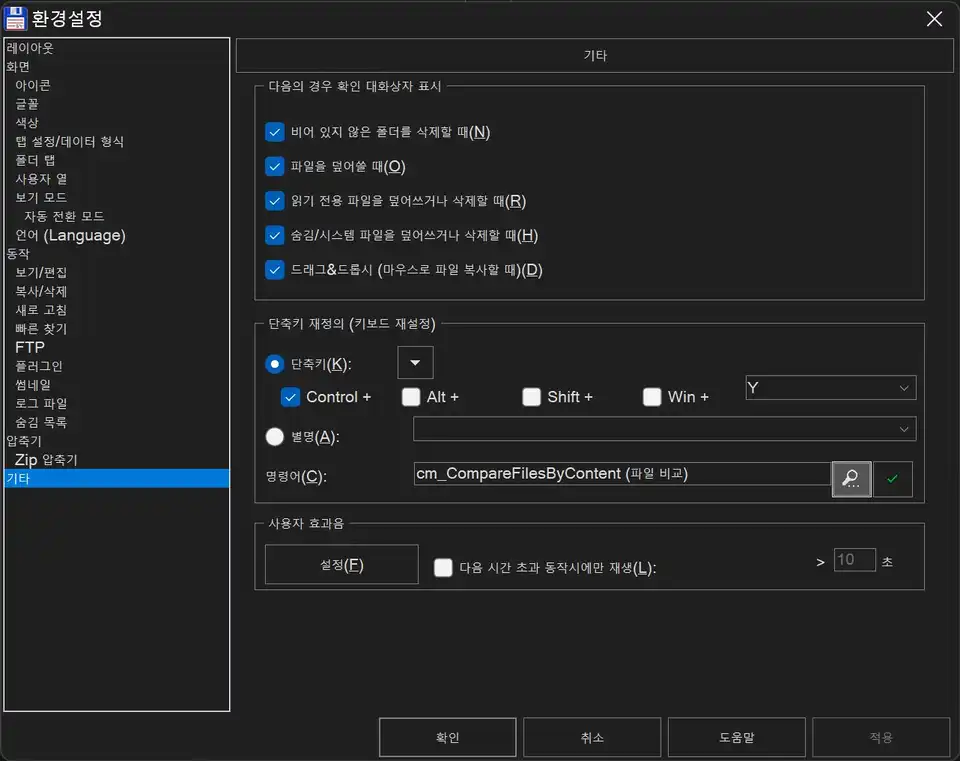 환경설정
레이아웃
화면
아이콘
글꼴
색상
탭 설정/데이터 형식
폴더 탭
사용자 열
보기 모드
자동 전환 모드
언어 (Language)
동작
보기/편집
복사/삭제
새로 고침
빠른 찾기
FTP
플러그인
썸네일
로그 파일
숨김 목록
압축기
Zip 압축기
기타
기타
다음의 경우 확인 대화상자 표시
비어 있지 않은 폴더를 삭제할 때(N)
파일을 덮어쓸 때(O)
읽기 전용 파일을 덮어쓰거나 삭제할 때(R)
숨김/시스템 파일을 덮어쓰거나 삭제할 때(H)
드래그&드롭시 (마우스로 파일 복사할 때)(D)
단축키 재정의 (키보드 재설정)
단축키(K):
Control + Alt + Shift + Win + Y
별명(A):
명령어(C): cm_CompareFilesByContent (파일 비교)
사용자 효과음
설정(F) 다음 시간 초과 동작시에만 재생(L): > 10 초
확인 취소 도움말 적용